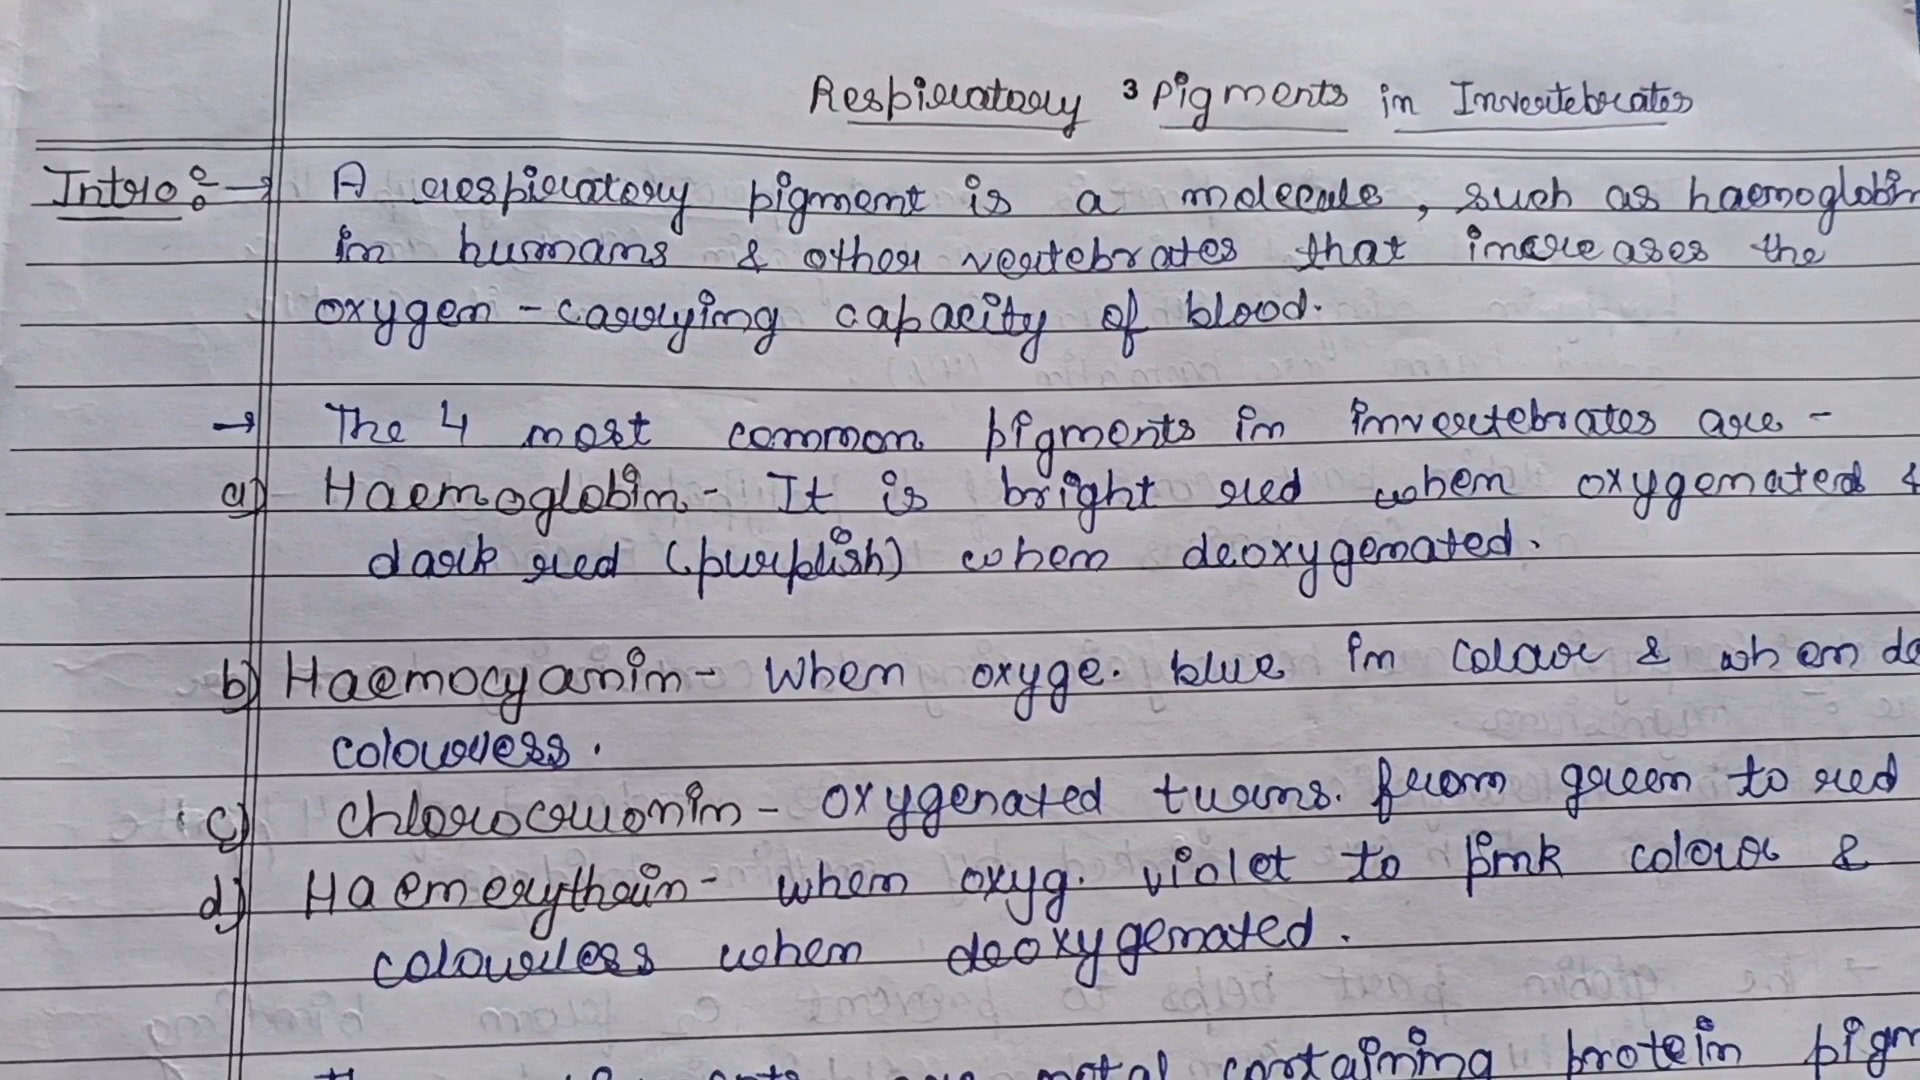 Respiratory 3 Pigments in Invertebrates
Intro :→ A respiratory pigment is a molecule, such as haemoglobin
in humans & other vertebrates that increases the
oxygen - carrying capacity of blood.
→ The 4 most common pigments in invertebrates are -
a) Haemoglobin - It is bright red when oxygenated &
dark red (purplish) when deoxygenated.
b) Haemocyanin - When oxyge. blue in colour & when de
colourless.
c) Chlorocruonin - oxygenated turns. from green to red
d) Haemerythrin - when oxyg. violet to pink colour &
colourless when deoxygenated.
metal containing protein pigm